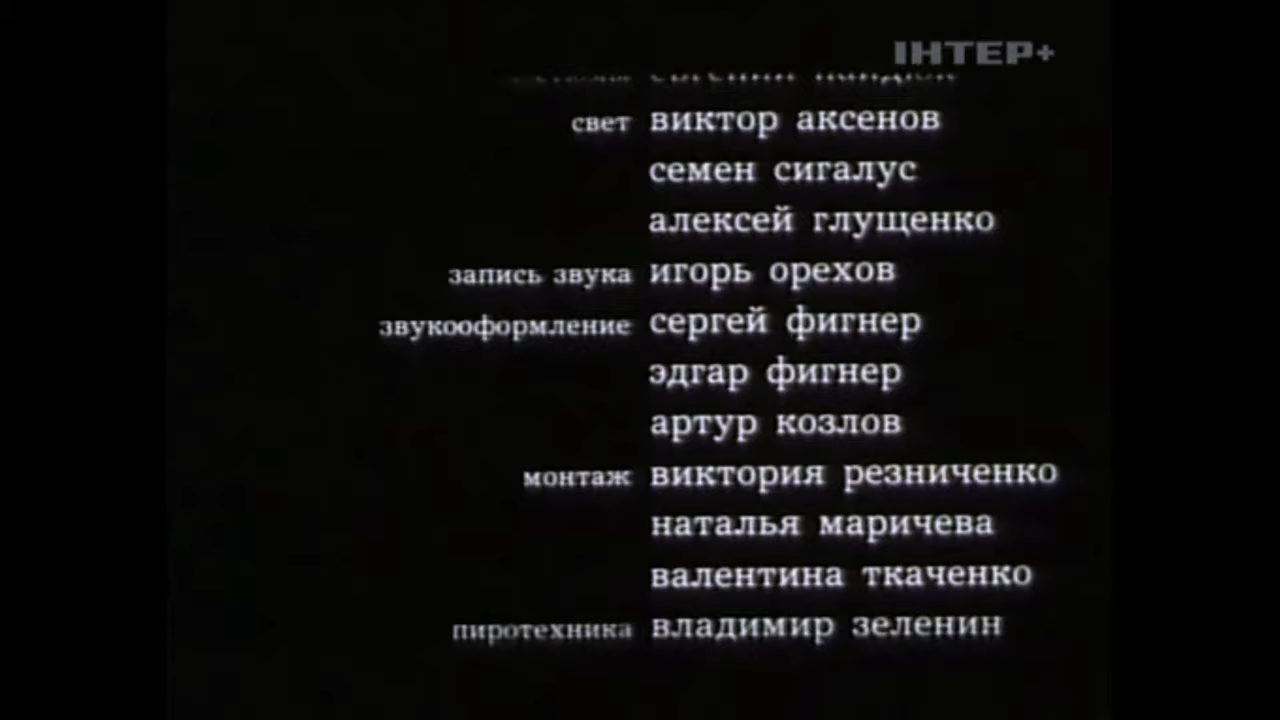 ІНТЕР+
свет виктор аксенов
семен сигалус
алексей глущенко
запись звука игорь орехов
звукооформление сергей фигнер
эдгар фигнер
артур козлов
монтаж виктория резниченко
наталья маричева
валентина ткаченко
пиротехника владимир зеленин